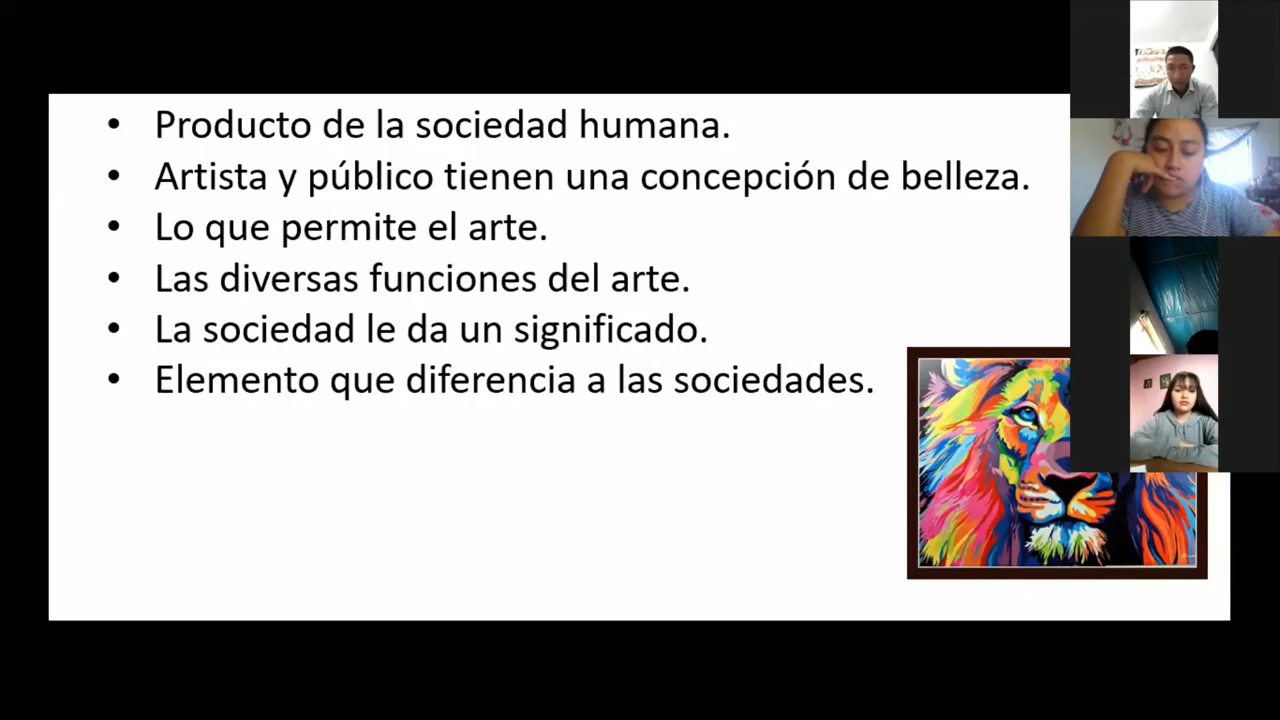 • Producto de la sociedad humana.
• Artista y público tienen una concepción de belleza.
• Lo que permite el arte.
• Las diversas funciones del arte.
• La sociedad le da un significado.
• Elemento que diferencia a las sociedades.